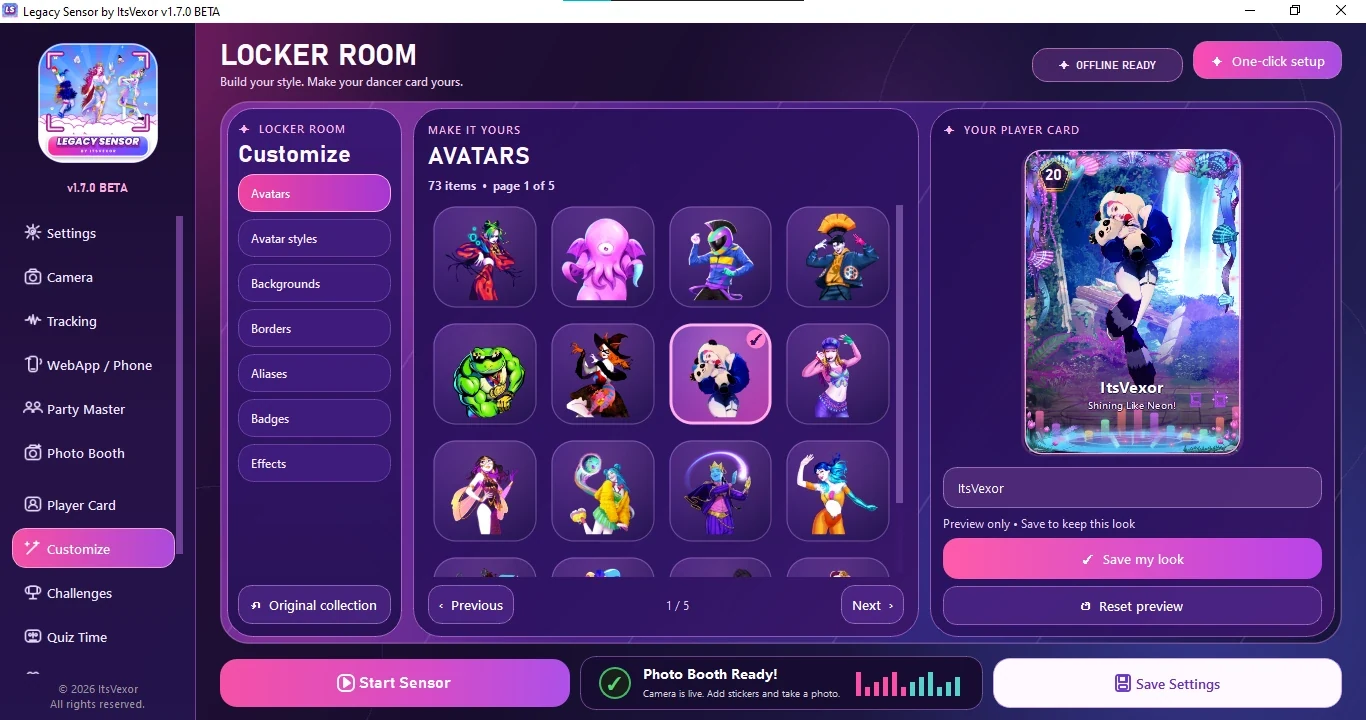 Legacy Sensor by ItsVexor v1.7.0 BETA
LEGACY SENSOR
BY ITSVEXOR
v1.7.0 BETA
Settings
Camera
Tracking
WebApp / Phone
Party Master
Photo Booth
Player Card
Customize
Challenges
Quiz Time
© 2026 ItsVexor
All rights reserved.
LOCKER ROOM
Build your style. Make your dancer card yours.
OFFLINE READY
One-click setup
LOCKER ROOM
Customize
Avatars
Avatar styles
Backgrounds
Borders
Aliases
Badges
Effects
Original collection
MAKE IT YOURS
AVATARS
73 items • page 1 of 5
‹ Previous
1 / 5
Next ›
YOUR PLAYER CARD
20
ItsVexor
Shining Like Neon!
ItsVexor
Preview only • Save to keep this look
✓ Save my look
Reset preview
Start Sensor
Photo Booth Ready!
Camera is live. Add stickers and take a photo.
Save Settings